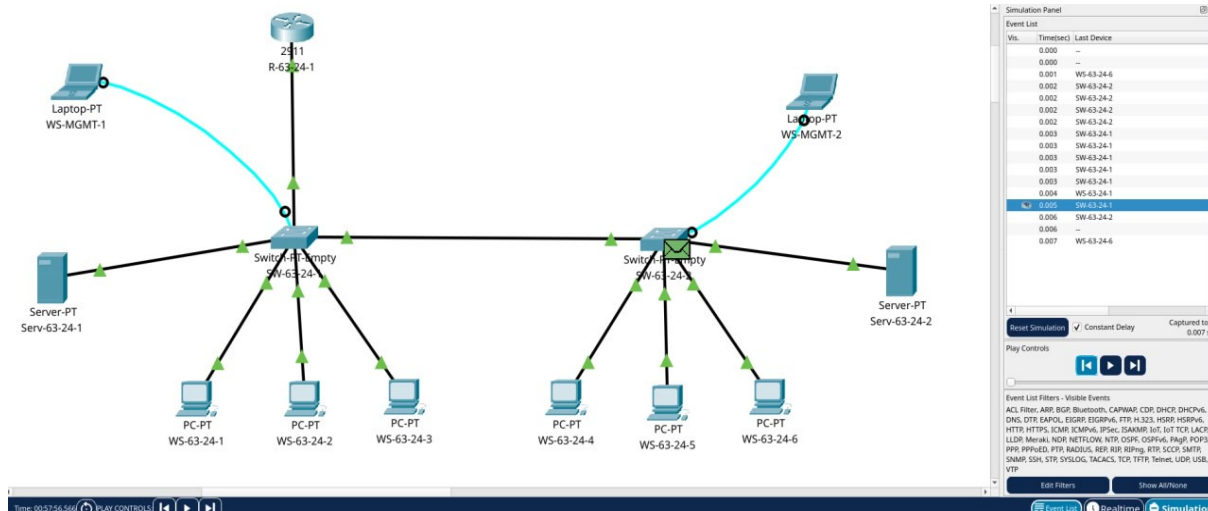 2911
R-63-24-1
Laptop-PT
WS-MGMT-1
Laptop-PT
WS-MGMT-2
Switch-PT-Empty
SW-63-24-1
Switch-PT-Empty
SW-63-24-2
Server-PT
Serv-63-24-1
Server-PT
Serv-63-24-2
PC-PT
WS-63-24-1
PC-PT
WS-63-24-2
PC-PT
WS-63-24-3
PC-PT
WS-63-24-4
PC-PT
WS-63-24-5
PC-PT
WS-63-24-6
Simulation Panel
Event List
Vis. Time(sec) Last Device
0.000 --
0.000 --
0.001 WS-63-24-6
0.002 SW-63-24-2
0.002 SW-63-24-2
0.002 SW-63-24-2
0.002 SW-63-24-2
0.003 SW-63-24-1
0.003 SW-63-24-1
0.003 SW-63-24-1
0.003 SW-63-24-1
0.003 SW-63-24-1
0.004 WS-63-24-1
0.005 SW-63-24-1
0.006 SW-63-24-2
0.006 --
0.007 WS-63-24-6
Reset Simulation Constant Delay Captured to
0.007 s
Play Controls
Event List Filters - Visible Events
ACL Filter, ARP, BGP, Bluetooth, CAPWAP, CDP, DHCP, DHCPv6,
DNS, DTP, EAPOL, EIGRP, EIGRPv6, FTP, H.323, HSRP, HSRPv6,
HTTP, HTTPS, ICMP, ICMPv6, IPSec, ISAKMP, IoT, IoT TCP, LACP,
LLDP, Meraki, NDP, NETFLOW, NTP, OSPF, OSPFv6, PAgP, POP3,
PPP, PPPoED, PTP, RADIUS, REP, RIP, RIPng, RTP, SCCP, SMTP,
SNMP, SSH, STP, SYSLOG, TACACS, TCP, TFTP, Telnet, UDP, USB,
VTP
Edit Filters Show All/None
Time: 00:57:56.566 PLAY CONTROLS: Event List Realtime Simulation